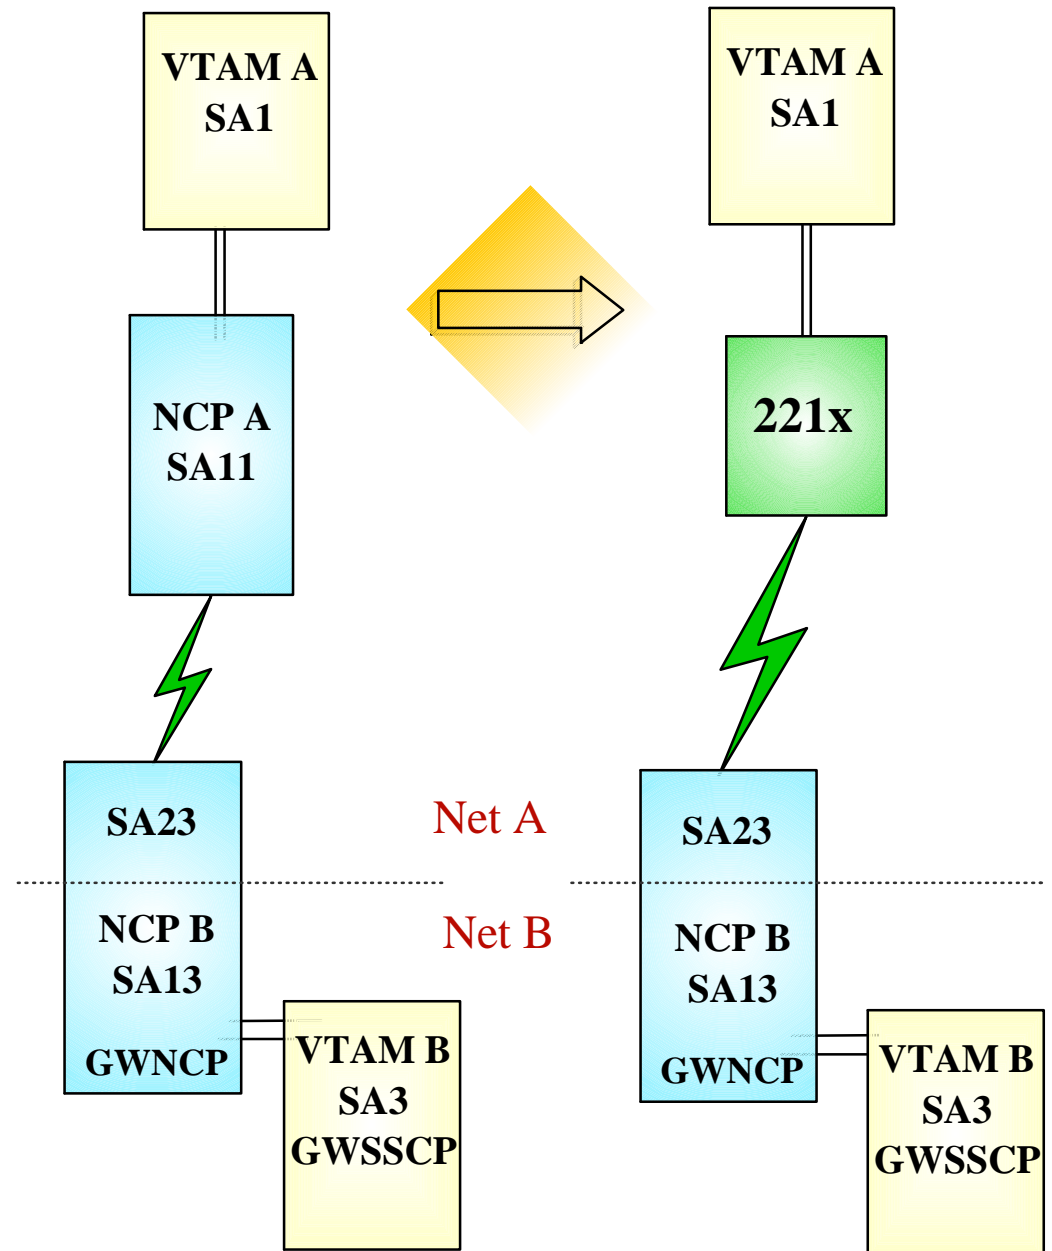 VTAM A
SA1
NCP A
SA11
SA23
NCP B
SA13
GWNCP
VTAM B
SA3
GWSSCP
Net A
Net B
VTAM A
SA1
221x
SA23
NCP B
SA13
GWNCP
VTAM B
SA3
GWSSCP